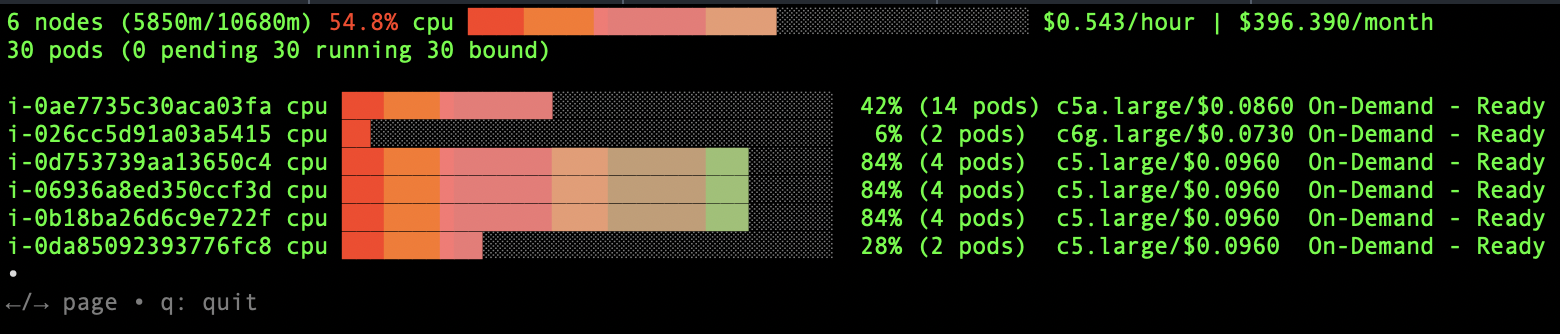 6 nodes (5850m/10680m) 54.8% cpu $0.543/hour | $396.390/month
30 pods (0 pending 30 running 30 bound)
i-0ae7735c30aca03fa cpu 42% (14 pods) c5a.large/$0.0860 On-Demand - Ready
i-026cc5d91a03a5415 cpu 6% (2 pods) c6g.large/$0.0730 On-Demand - Ready
i-0d753739aa13650c4 cpu 84% (4 pods) c5.large/$0.0960 On-Demand - Ready
i-06936a8ed350ccf3d cpu 84% (4 pods) c5.large/$0.0960 On-Demand - Ready
i-0b18ba26d6c9e722f cpu 84% (4 pods) c5.large/$0.0960 On-Demand - Ready
i-0da85092393776fc8 cpu 28% (2 pods) c5.large/$0.0960 On-Demand - Ready
•
←/→ page • q: quit